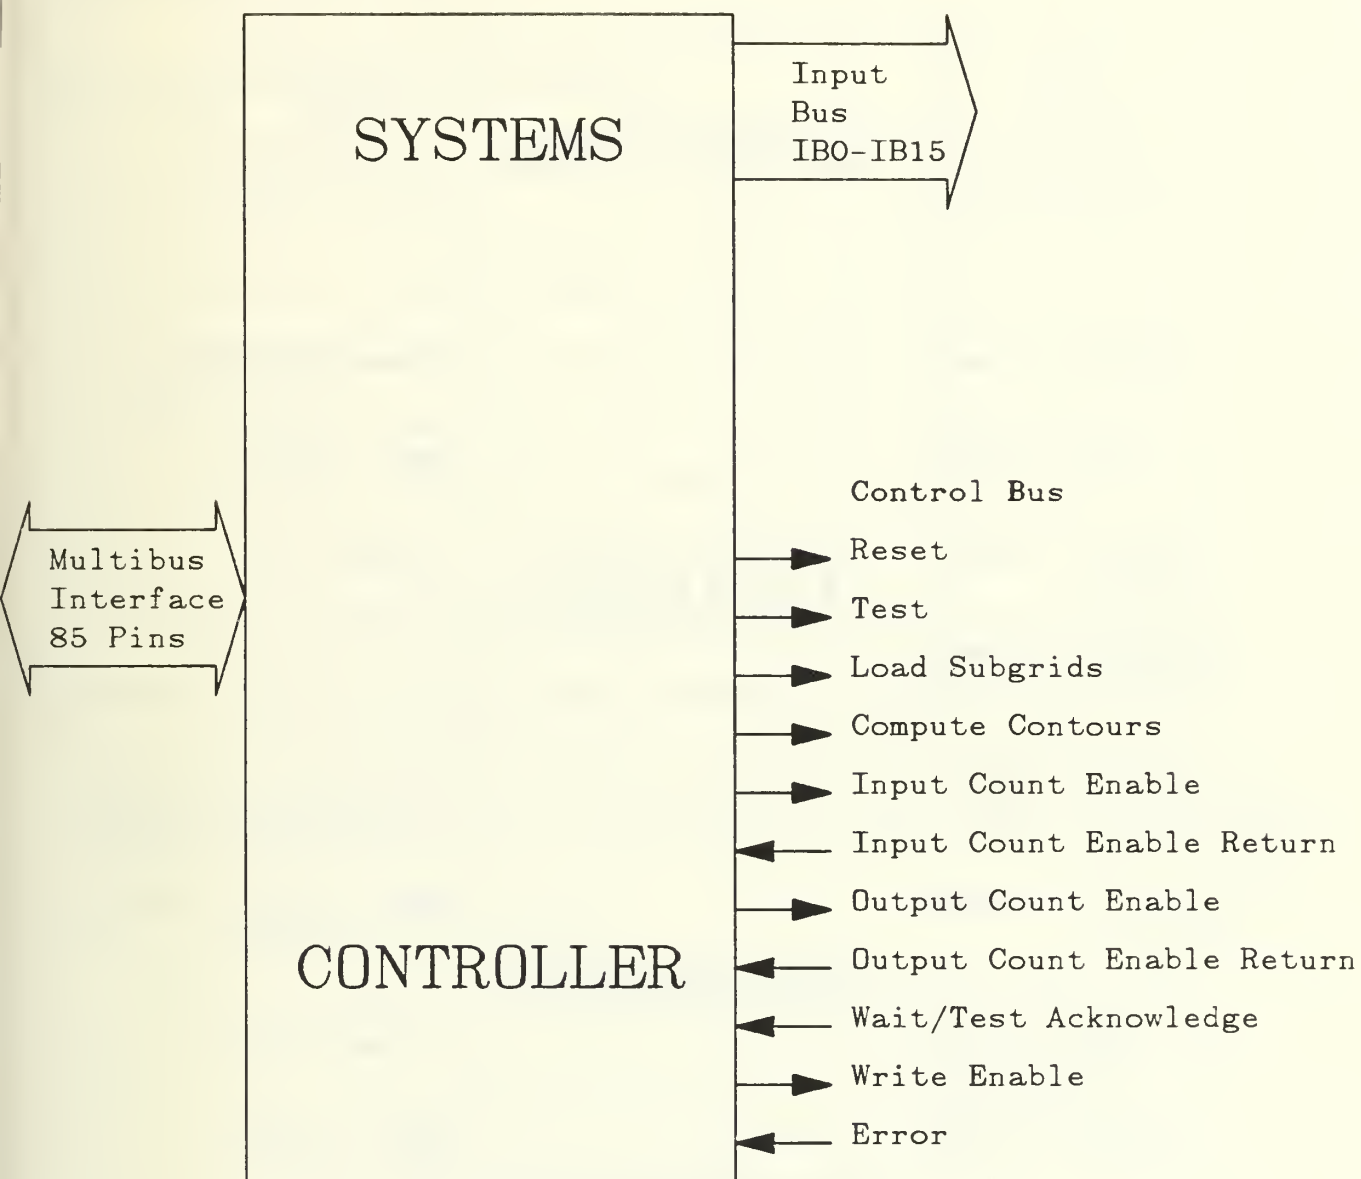 SYSTEMS
Input
Bus
IB0-IB15
Multibus
Interface
85 Pins
Control Bus
Reset
Test
Load Subgrids
Compute Contours
Input Count Enable
Input Count Enable Return
Output Count Enable
CONTROLLER
Output Count Enable Return
Wait/Test Acknowledge
Write Enable
Error